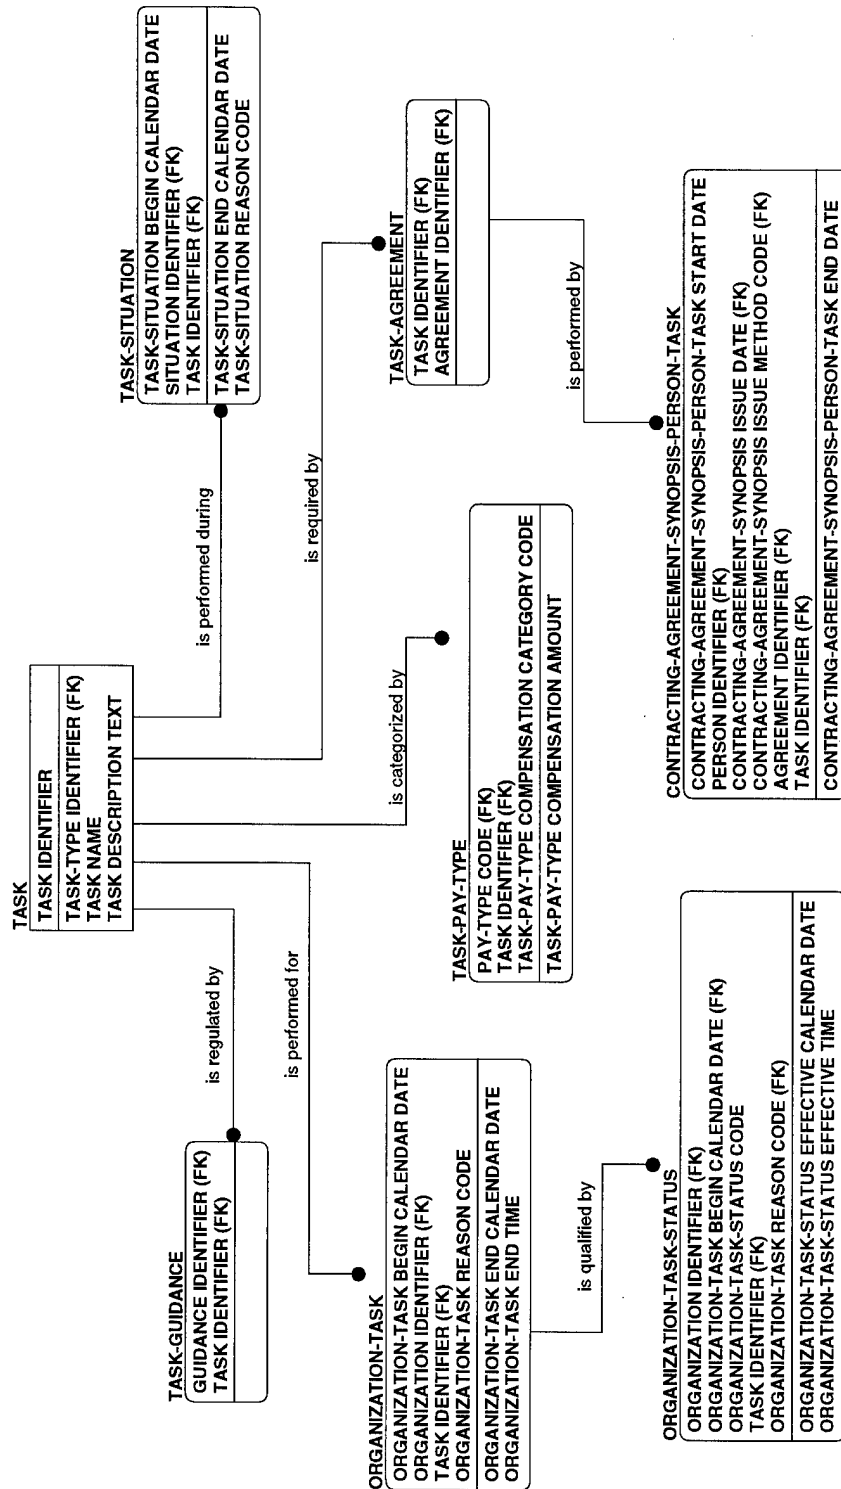 TASK
TASK IDENTIFIER
TASK-TYPE IDENTIFIER (FK)
TASK NAME
TASK DESCRIPTION TEXT
is regulated by
is performed for
is categorized by
is required by
is performed during
TASK-GUIDANCE
GUIDANCE IDENTIFIER (FK)
TASK IDENTIFIER (FK)
TASK-SITUATION
TASK-SITUATION BEGIN CALENDAR DATE
SITUATION IDENTIFIER (FK)
TASK IDENTIFIER (FK)
TASK-SITUATION END CALENDAR DATE
TASK-SITUATION REASON CODE
ORGANIZATION-TASK
ORGANIZATION-TASK BEGIN CALENDAR DATE
ORGANIZATION IDENTIFIER (FK)
TASK IDENTIFIER (FK)
ORGANIZATION-TASK REASON CODE
ORGANIZATION-TASK END CALENDAR DATE
ORGANIZATION-TASK END TIME
TASK-PAY-TYPE
PAY-TYPE CODE (FK)
TASK IDENTIFIER (FK)
TASK-PAY-TYPE COMPENSATION CATEGORY CODE
TASK-PAY-TYPE COMPENSATION AMOUNT
TASK-AGREEMENT
TASK IDENTIFIER (FK)
AGREEMENT IDENTIFIER (FK)
is qualified by
is performed by
ORGANIZATION-TASK-STATUS
ORGANIZATION IDENTIFIER (FK)
ORGANIZATION-TASK BEGIN CALENDAR DATE (FK)
ORGANIZATION-TASK-STATUS CODE
TASK IDENTIFIER (FK)
ORGANIZATION-TASK REASON CODE (FK)
ORGANIZATION-TASK-STATUS EFFECTIVE CALENDAR DATE
ORGANIZATION-TASK-STATUS EFFECTIVE TIME
CONTRACTING-AGREEMENT-SYNOPSIS-PERSON-TASK
CONTRACTING-AGREEMENT-SYNOPSIS-PERSON-TASK START DATE
PERSON IDENTIFIER (FK)
CONTRACTING-AGREEMENT-SYNOPSIS ISSUE DATE (FK)
CONTRACTING-AGREEMENT-SYNOPSIS ISSUE METHOD CODE (FK)
AGREEMENT IDENTIFIER (FK)
TASK IDENTIFIER (FK)
CONTRACTING-AGREEMENT-SYNOPSIS-PERSON-TASK END DATE